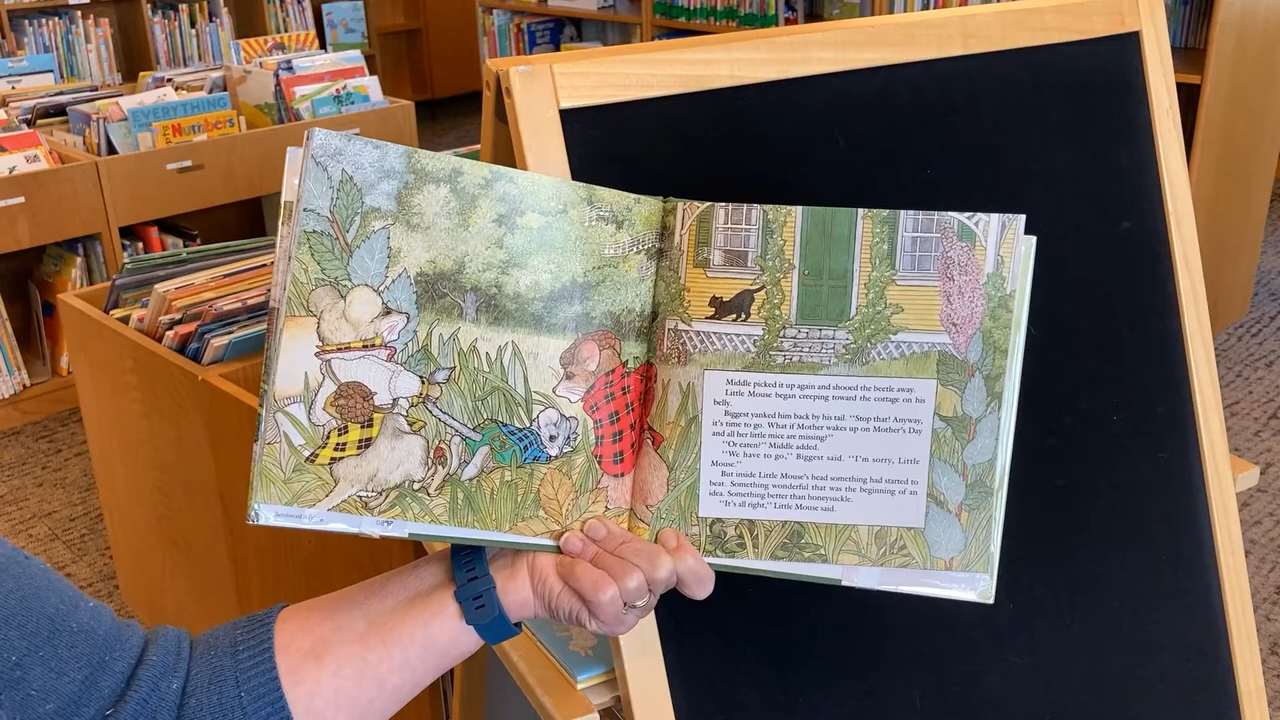 EVERYTHING
Numbers
Middle picked it up again and shooed the beetle away.
Little Mouse began creeping toward the cottage on his
belly.
Biggest yanked him back by his tail. "Stop that! Anyway,
it's time to go. What if Mother wakes up on Mother's Day
and all her little mice are missing?"
"Or eaten?" Middle added.
"We have to go," Biggest said. "I'm sorry, Little
Mouse."
But inside Little Mouse's head something had started to
beat. Something wonderful that was the beginning of an
idea. Something better than honeysuckle.
"It's all right," Little Mouse said.